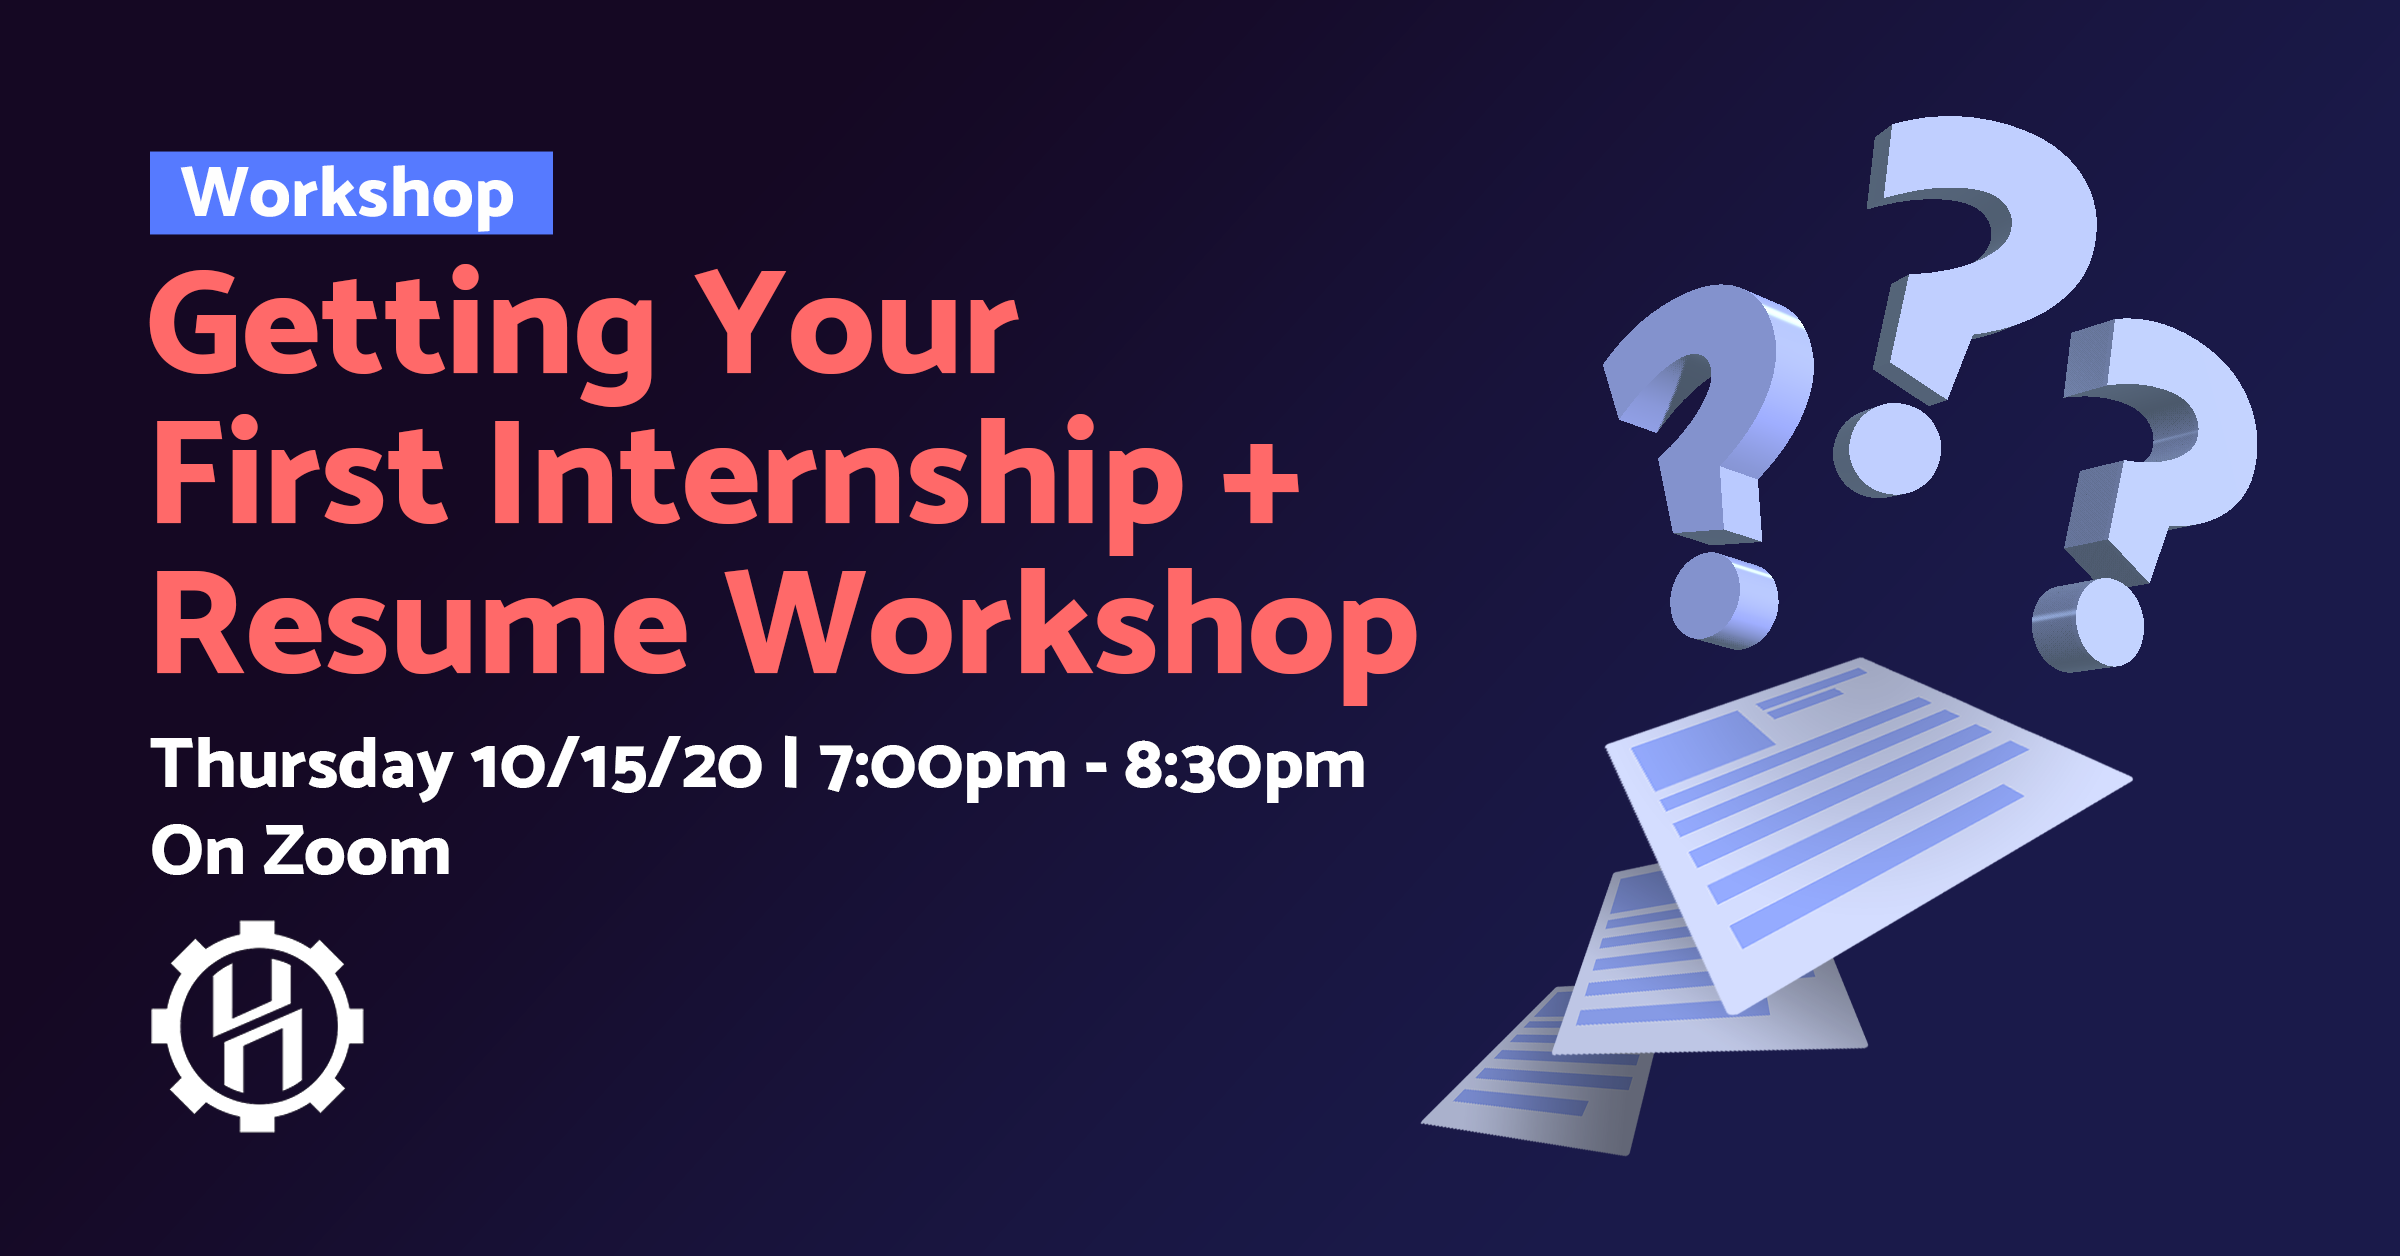 Workshop
Getting Your
First Internship +
Resume Workshop
Thursday 10/15/20 | 7:00pm - 8:30pm
On Zoom
H